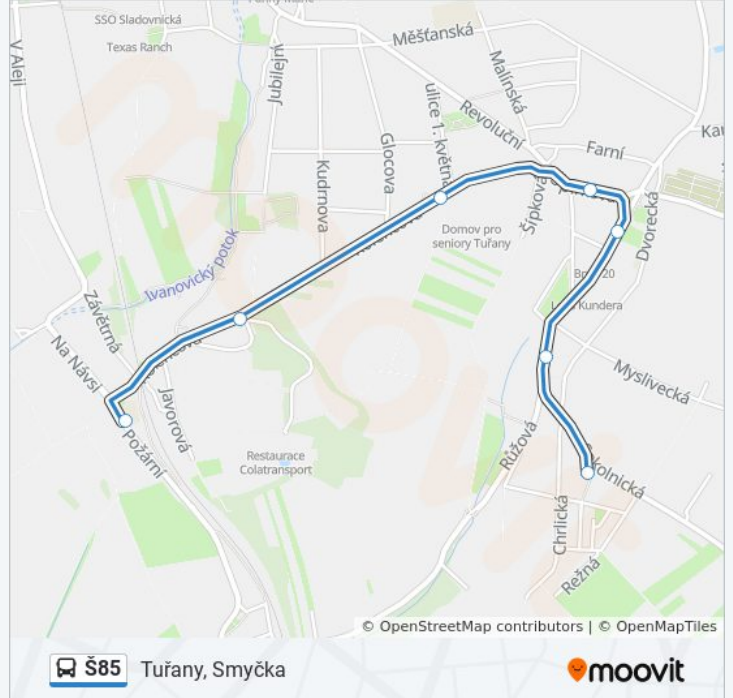 SSO Sladovnická
Texas Ranch
V Aleji
Jubilejní
Měšťanská
Malínská
ulice 1. května
Revoluční
Glocova
Kudrnova
Farní
Šípková
Dvorecká
Domov pro
seniory Tuřany
Ivanovický potok
Závětrná
Na Návsi
Javorová
Požární
Restaurace
Colatransport
Myslivecká
Růžová
Chrlická
Režná
© OpenStreetMap contributors | © OpenMapTiles
Š85 Tuřany, Smyčka
moovit